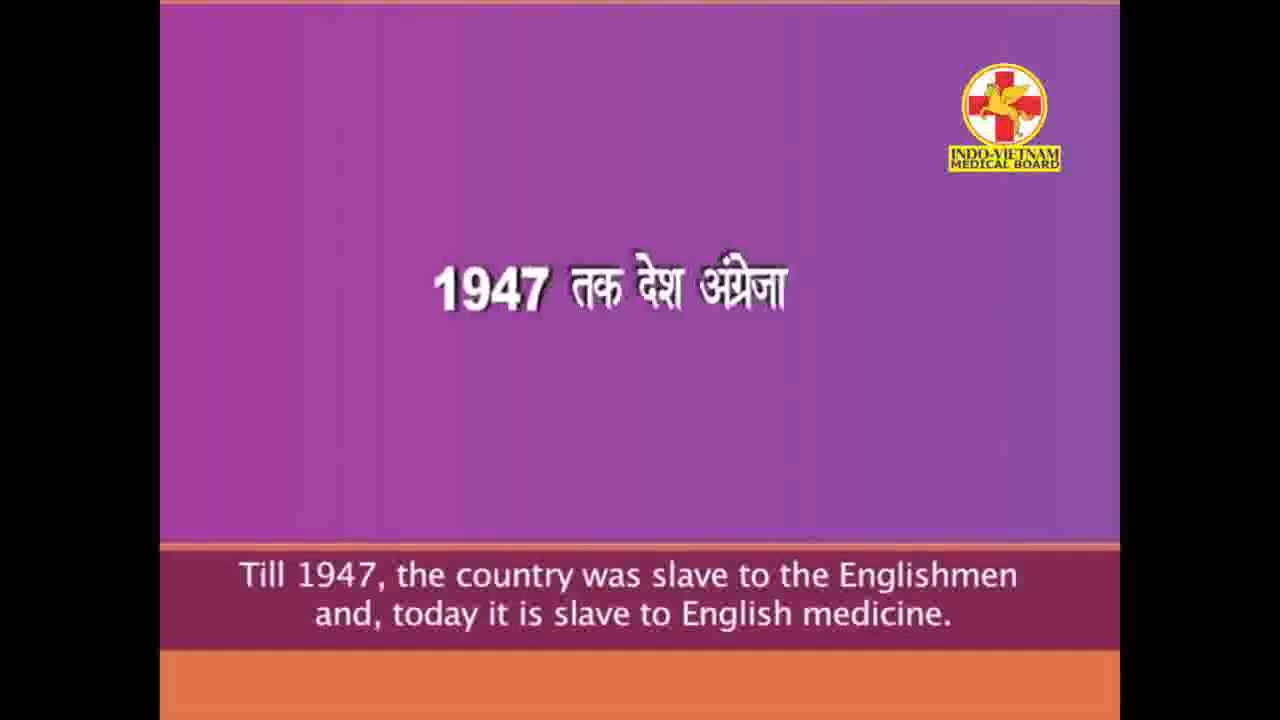 INDO-VIETNAM
MEDICAL BOARD
1947 तक देश अंग्रेजा
Till 1947, the country was slave to the Englishmen
and, today it is slave to English medicine.